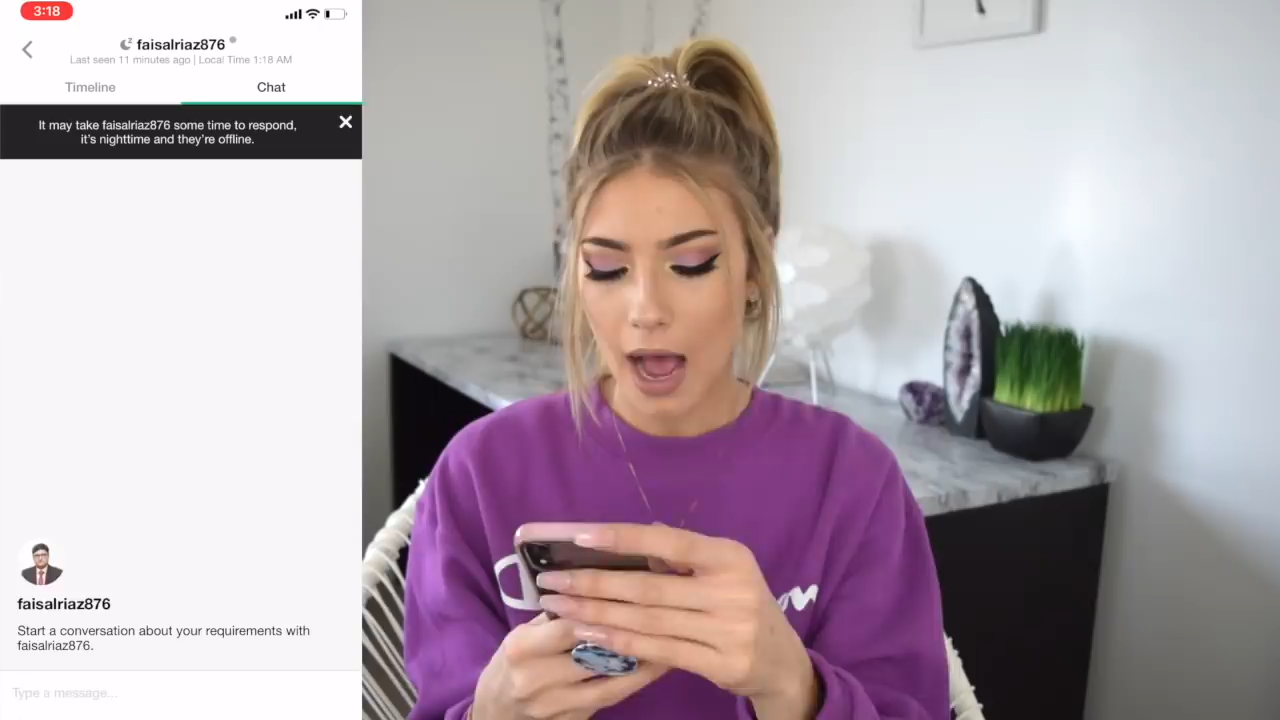 3:18
faisalriaz876
Last seen 11 minutes ago | Local Time 1:18 AM
Timeline
Chat
It may take faisalriaz876 some time to respond,
it's nighttime and they're offline.
faisalriaz876
Start a conversation about your requirements with
faisalriaz876.
Type a message...